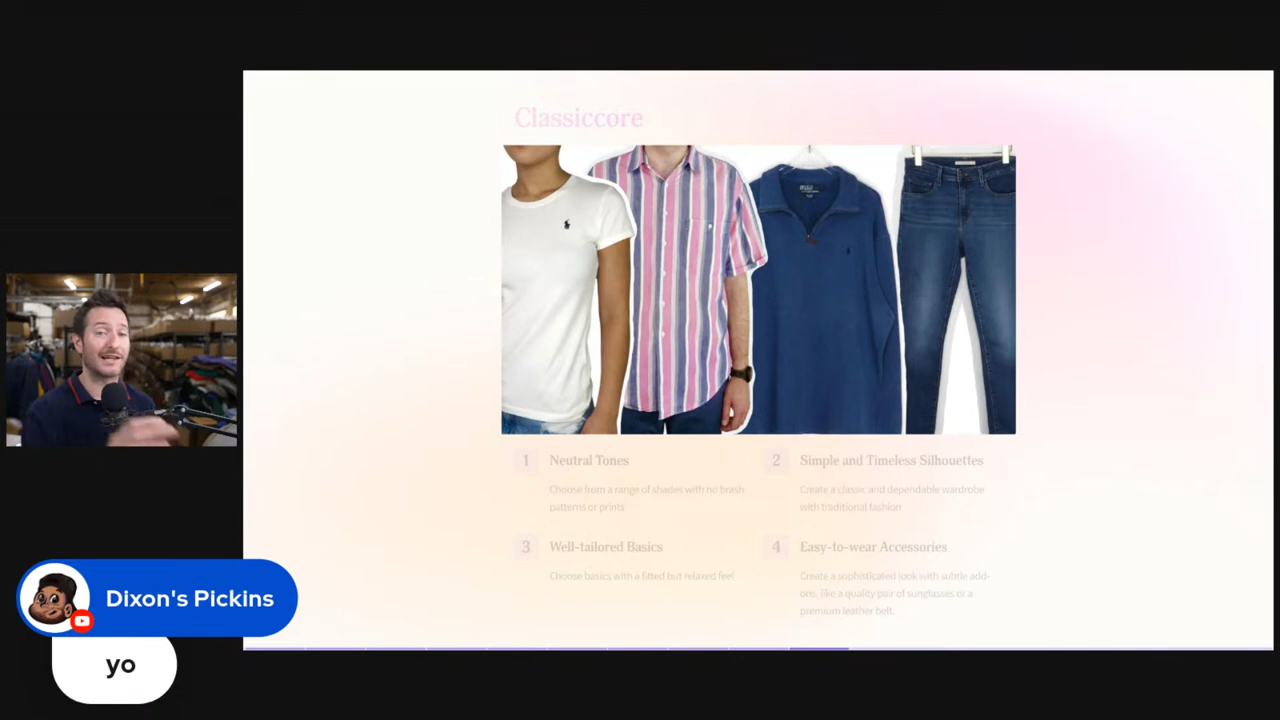 Classiccore
1 Neutral Tones
Choose from a range of shades with no brash
patterns or prints
2 Simple and Timeless Silhouettes
Create a classic and dependable wardrobe
with traditional fashion
3 Well-tailored Basics
Choose basics with a fitted but relaxed feel
4 Easy-to-wear Accessories
Create a sophisticated look with subtle add-
ons, like a quality pair of sunglasses or a
premium leather belt.
Dixon's Pickins
yo